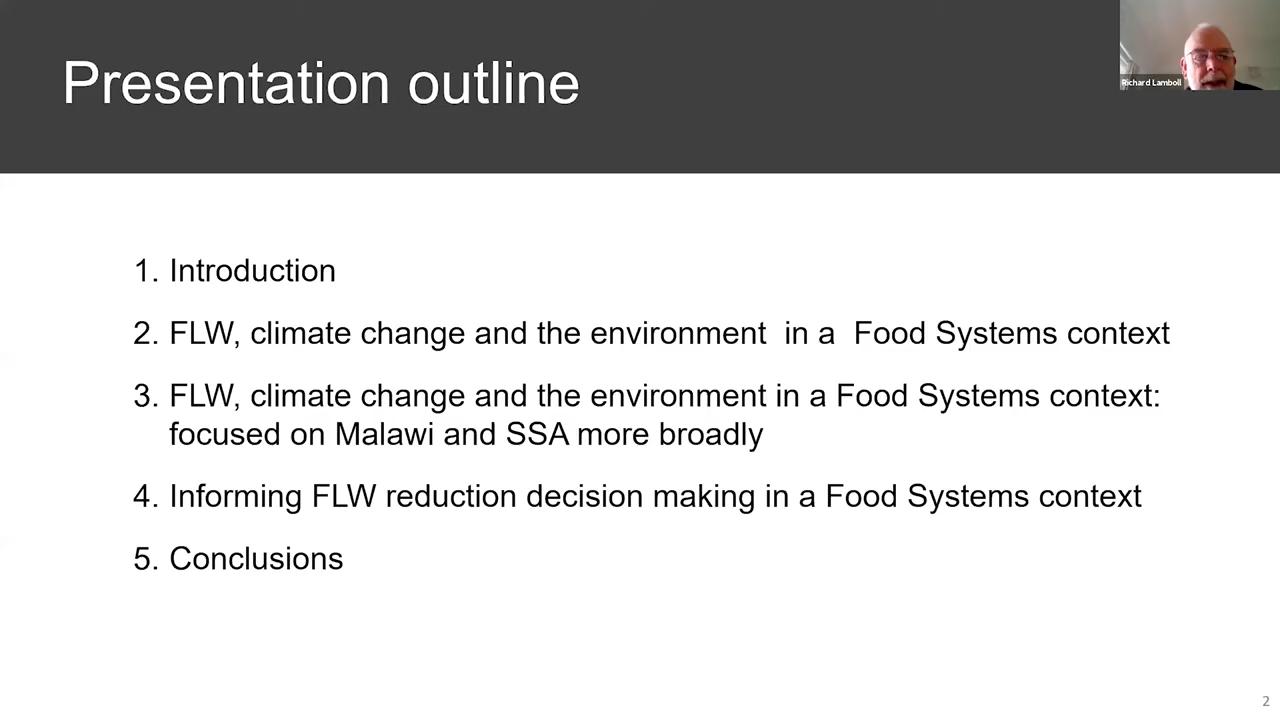 Presentation outline
Richard Lamboll
1. Introduction
2. FLW, climate change and the environment in a Food Systems context
3. FLW, climate change and the environment in a Food Systems context:
focused on Malawi and SSA more broadly
4. Informing FLW reduction decision making in a Food Systems context
5. Conclusions
2